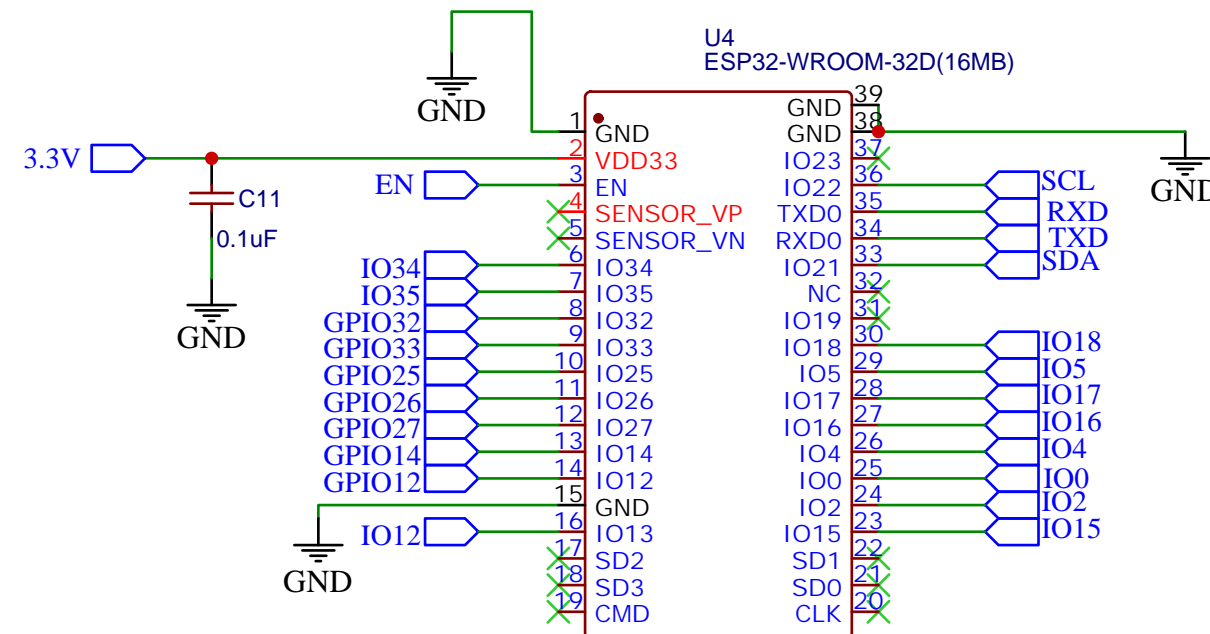 U4
ESP32-WROOM-32D(16MB)
GND
39
GND
38
GND
1
GND
3.3V
2
VDD33
37
IO23
GND
EN
3
EN
36
IO22
SCL
C11
4
SENSOR_VP
35
TXD0
RXD
0.1uF
5
SENSOR_VN
34
RXD0
TXD
IO34
6
IO34
33
IO21
SDA
IO35
7
IO35
32
NC
GND
GPIO32
8
IO32
31
IO19
GPIO33
9
IO33
30
IO18
IO18
GPIO25
10
IO25
29
IO5
IO5
GPIO26
11
IO26
28
IO17
IO17
GPIO27
12
IO27
27
IO16
IO16
GPIO14
13
IO14
26
IO4
IO4
GPIO12
14
IO12
25
IO0
IO0
15
GND
24
IO2
IO2
IO12
16
IO13
23
IO15
IO15
GND
17
SD2
22
SD1
18
SD3
21
SD0
19
CMD
20
CLK